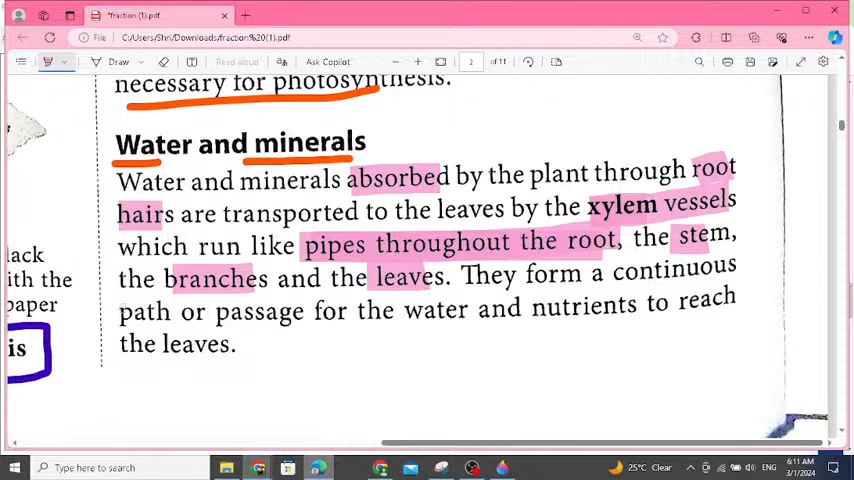 *fraction (1).pdf
File
C:/Users/Shri/Downloads/fraction%20(1).pdf
Draw
Read aloud
Ask Copilot
2 of 11
necessary for photosynthesis.
Water and minerals
Water and minerals absorbed by the plant through root
hairs are transported to the leaves by the xylem vessels
which run like pipes throughout the root, the stem,
the branches and the leaves. They form a continuous
path or passage for the water and nutrients to reach
the leaves.
lack
ith the
paper
is
Type here to search
25°C Clear
ENG
6:11 AM
3/1/2024